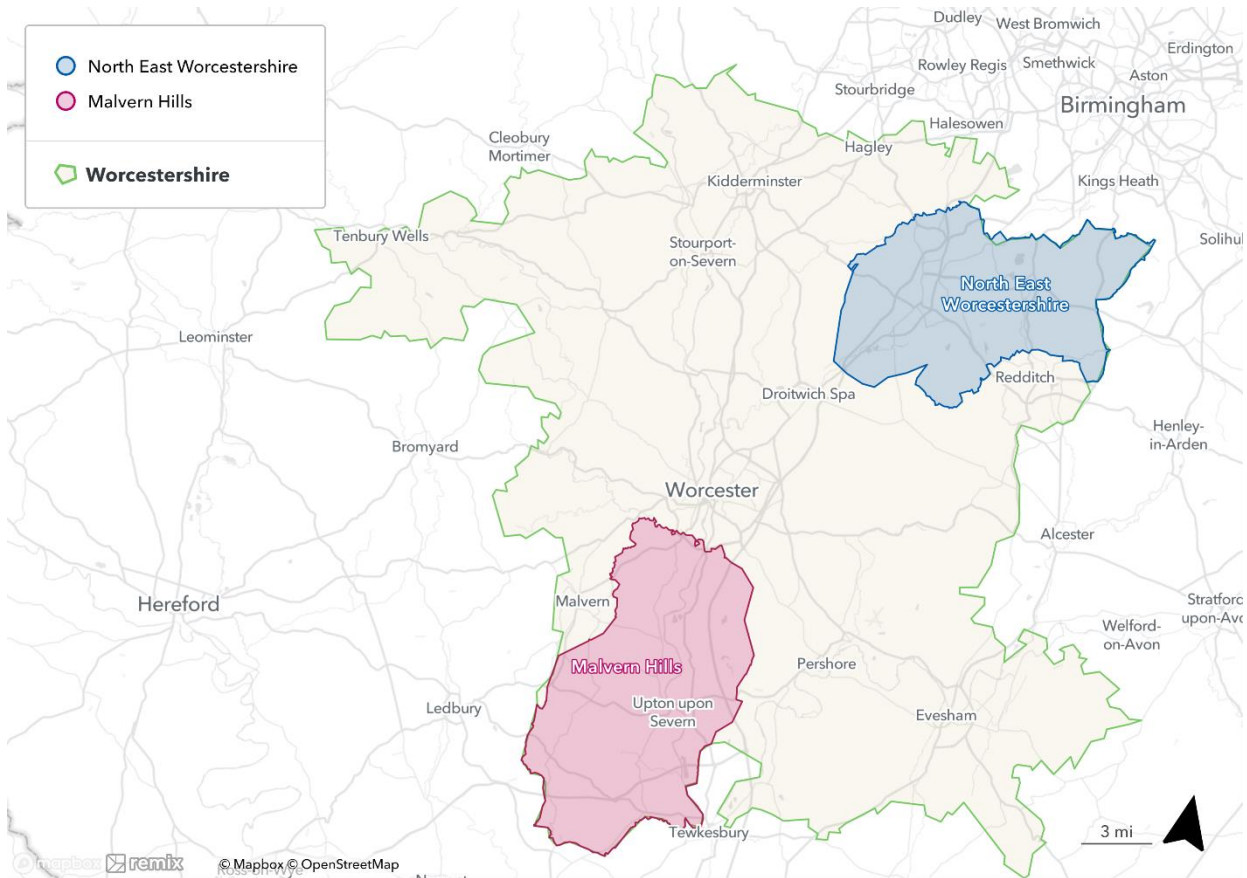 North East Worcestershire
Malvern Hills
Worcestershire
Dudley
West Bromwich
Erdington
Rowley Regis
Smethwick
Aston
Stourbridge
Birmingham
Halesowen
Cleobury
Mortimer
Hagley
Kidderminster
Kings Heath
Tenbury Wells
Stourport-
on-Severn
Solihul
North East
Worcestershire
Leominster
Redditch
Droitwich Spa
Henley-
in-Arden
Bromyard
Worcester
Alcester
Hereford
Malvern
Stratford
upon-Avo
Welford-
on-Avon
Malvern Hills
Pershore
Upton upon
Severn
Ledbury
Evesham
Tewkesbury
3 mi
mapbox
remix
© Mapbox © OpenStreetMap
Ross-on-Wye